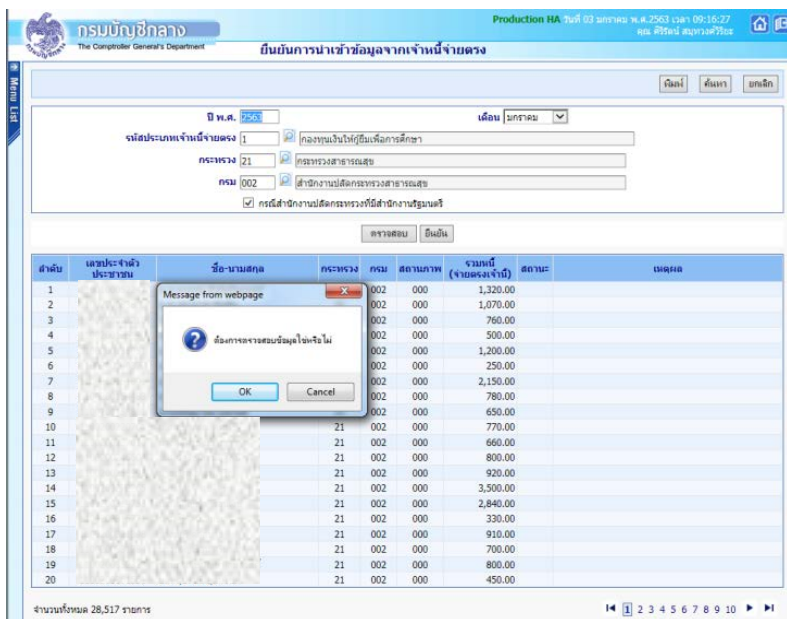 กรมบัญชีกลาง
The Comptroller General's Department
Production HA วันที่ 03 มกราคม พ.ศ.2563 เวลา 09:16:27
คุณ
ยืนยันการนำเข้าข้อมูลจากเจ้าหนี้จ่ายตรง
Menu List
พิมพ์ ค้นหา ยกเลิก
ปี พ.ศ. 2563 เดือน มกราคม
รหัสประเภทเจ้าหนี้จ่ายตรง 1 กองทุนเงินให้กู้ยืมเพื่อการศึกษา
กระทรวง 21 กระทรวงสาธารณสุข
กรม 002 สำนักงานปลัดกระทรวงสาธารณสุข
กรณีสำนักงานปลัดกระทรวงที่มีสำนักงานรัฐมนตรี
ตรวจสอบ ยืนยัน
ลำดับ เลขประจำตัวประชาชน ชื่อ-นามสกุล กระทรวง กรม สถานภาพ รวมหนี้ (จ่ายตรงเจ้าหนี้) สถานะ เหตุผล
1 002 000 1,320.00
2 002 000 1,070.00
3 002 000 760.00
4 002 000 500.00
5 002 000 1,200.00
6 002 000 250.00
7 002 000 2,150.00
8 002 000 780.00
9 002 000 650.00
Message from webpage
ต้องการตรวจสอบข้อมูลใช่หรือไม่
OK Cancel
10 21 002 000 770.00
11 21 002 000 660.00
12 21 002 000 800.00
13 21 002 000 920.00
14 21 002 000 3,500.00
15 21 002 000 2,840.00
16 21 002 000 330.00
17 21 002 000 910.00
18 21 002 000 700.00
19 21 002 000 800.00
20 21 002 000 450.00
จำนวนทั้งหมด 28,517 รายการ
1 2 3 4 5 6 7 8 9 10